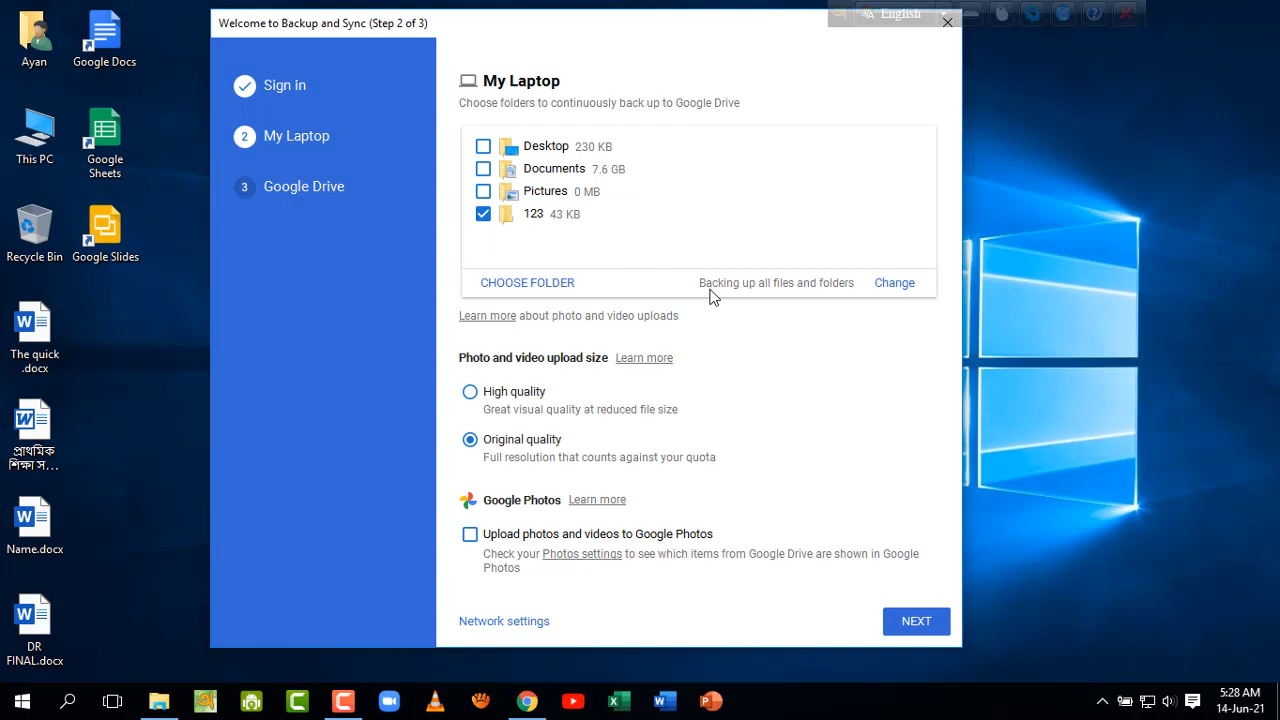 Welcome to Backup and Sync (Step 2 of 3)
English
Ayan
Google Docs
This PC
Google Sheets
Recycle Bin
Google Slides
The quick .docx
প্রাথমিক শিক্ষা স...
Name.docx
DR FINAL.docx
Sign in
2 My Laptop
3 Google Drive
My Laptop
Choose folders to continuously back up to Google Drive
Desktop 230 KB
Documents 7.6 GB
Pictures 0 MB
123 43 KB
CHOOSE FOLDER Backing up all files and folders Change
Learn more about photo and video uploads
Photo and video upload size Learn more
High quality
Great visual quality at reduced file size
Original quality
Full resolution that counts against your quota
Google Photos Learn more
Upload photos and videos to Google Photos
Check your Photos settings to see which items from Google Drive are shown in Google
Photos
Network settings NEXT
5:28 AM
14-Jun-21